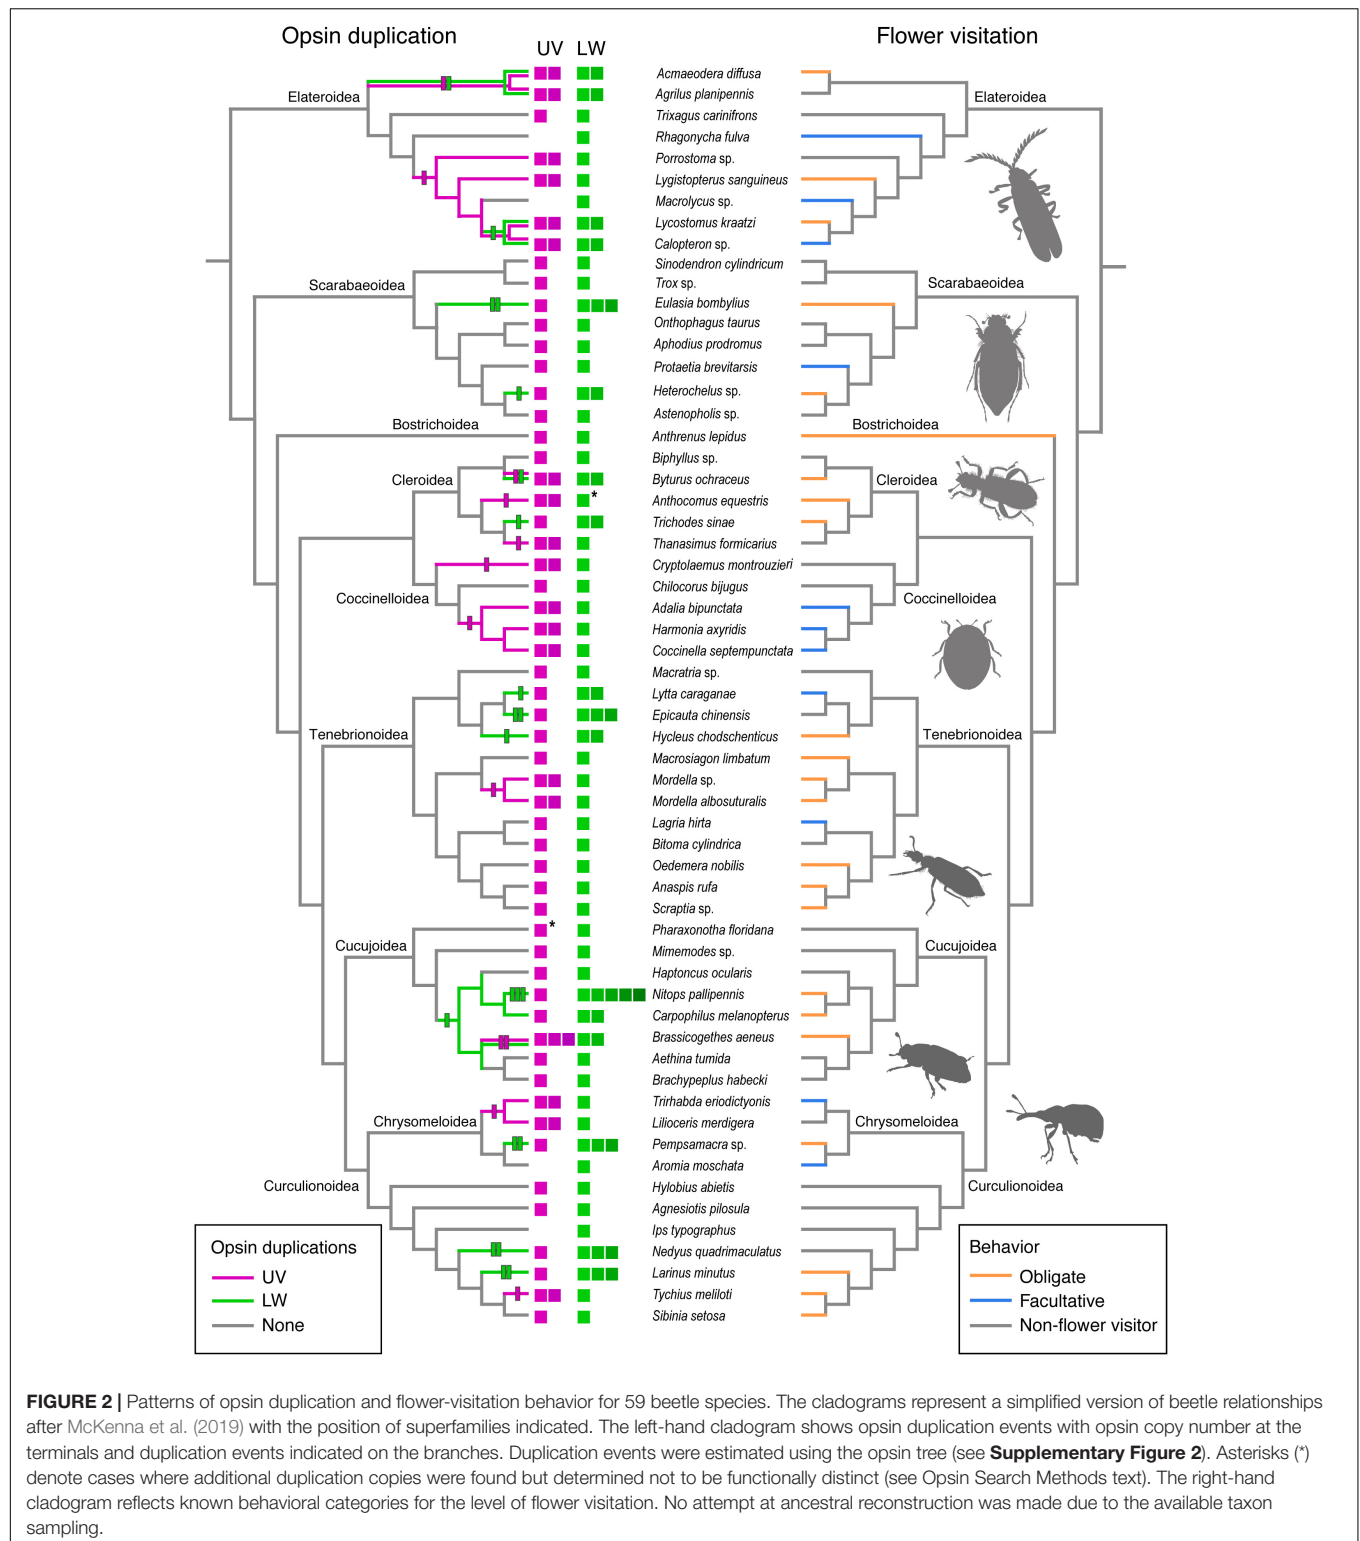 Opsin duplication
Flower visitation
UV LW
Acmaeodera diffusa
Agrilus planipennis
Elateroidea
Elateroidea
Trixagus carinifrons
Rhagonycha fulva
Porrostoma sp.
Lygistopterus sanguineus
Macrolycus sp.
Lycostomus kraatzi
Calopteron sp.
Sinodendron cylindricum
Scarabaeoidea
Trox sp.
Scarabaeoidea
Eulasia bombylius
Onthophagus taurus
Aphodius prodromus
Protaetia brevitarsis
Heterochelus sp.
Astenopholis sp.
Bostrichoidea
Bostrichoidea
Anthrenus lepidus
Biphyllus sp.
Cleroidea
Byturus ochraceus
Cleroidea
*
Anthocomus equestris
Trichodes sinae
Thanasimus formicarius
Cryptolaemus montrouzieri
Chilocorus bijugus
Coccinelloidea
Coccinelloidea
Adalia bipunctata
Harmonia axyridis
Coccinella septempunctata
Macratria sp.
Lytta caraganae
Epicauta chinensis
Tenebrionoidea
Hycleus chodschenticus
Tenebrionoidea
Macrosiagon limbatum
Mordella sp.
Mordella albosuturalis
Lagria hirta
Bitoma cylindrica
Oedemera nobilis
Anaspis rufa
Scraptia sp.
*
Pharaxonotha floridana
Cucujoidea
Cucujoidea
Mimemodes sp.
Haptoncus ocularis
Nitops pallipennis
Carpophilus melanopterus
Brassicogethes aeneus
Aethina tumida
Brachypeplus habecki
Trirhabda eriodictyonis
Chrysomeloidea
Lilioceris merdigera
Chrysomeloidea
Pempsamacra sp.
Aromia moschata
Curculionoidea
Hylobius abietis
Curculionoidea
Agnesiotis pilosula
Ips typographus
Nedyus quadrimaculatus
Larinus minutus
Tychius meliloti
Sibinia setosa
Opsin duplications
UV
LW
None
Behavior
Obligate
Facultative
Non-flower visitor
FIGURE 2 | Patterns of opsin duplication and flower-visitation behavior for 59 beetle species. The cladograms represent a simplified version of beetle relationships
after McKenna et al. (2019) with the position of superfamilies indicated. The left-hand cladogram shows opsin duplication events with opsin copy number at the
terminals and duplication events indicated on the branches. Duplication events were estimated using the opsin tree (see Supplementary Figure 2). Asterisks (*)
denote cases where additional duplication copies were found but determined not to be functionally distinct (see Opsin Search Methods text). The right-hand
cladogram reflects known behavioral categories for the level of flower visitation. No attempt at ancestral reconstruction was made due to the available taxon
sampling.